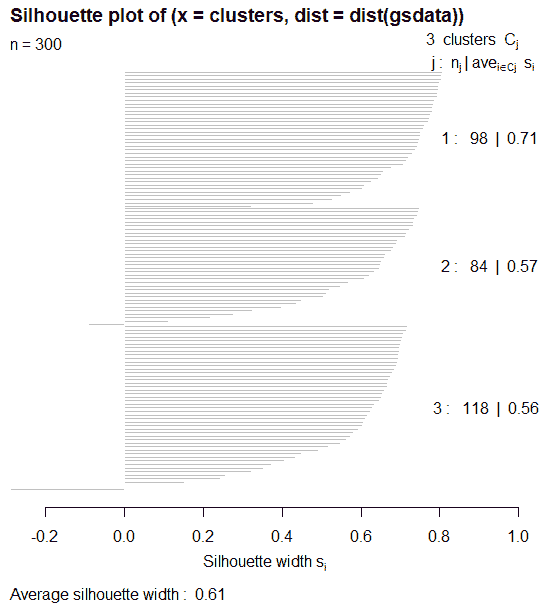 Silhouette plot of (x = clusters, dist = dist(gsdata))
n = 300
3 clusters Cj
j : nj | avei∈Cj si
1 : 98 | 0.71
2 : 84 | 0.57
3 : 118 | 0.56
-0.2 0.0 0.2 0.4 0.6 0.8 1.0
Silhouette width si
Average silhouette width : 0.61